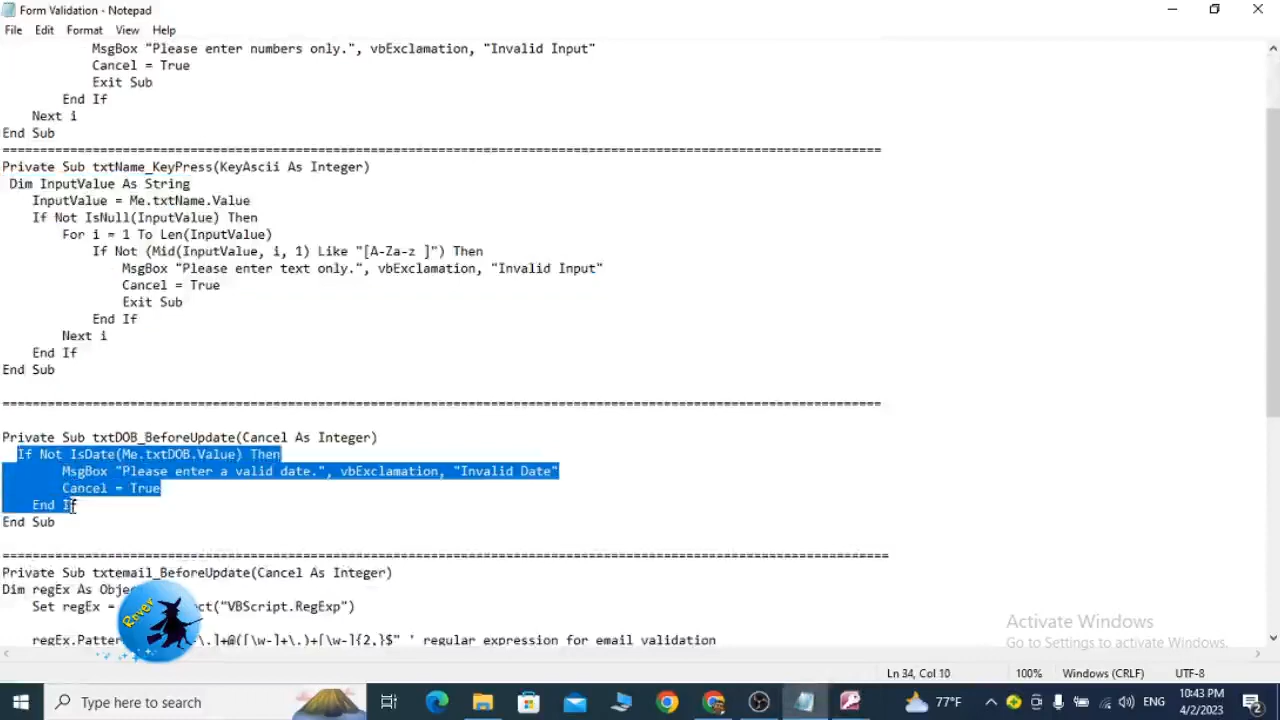 Form Validation - Notepad
File Edit Format View Help
MsgBox "Please enter numbers only.", vbExclamation, "Invalid Input"
Cancel = True
Exit Sub
End If
Next i
End Sub
=====================================================================================================================
Private Sub txtName_KeyPress(KeyAscii As Integer)
Dim InputValue As String
InputValue = Me.txtName.Value
If Not IsNull(InputValue) Then
For i = 1 To Len(InputValue)
If Not (Mid(InputValue, i, 1) Like "[A-Za-z ]") Then
MsgBox "Please enter text only.", vbExclamation, "Invalid Input"
Cancel = True
Exit Sub
End If
Next i
End If
End Sub
=====================================================================================================================
Private Sub txtDOB_BeforeUpdate(Cancel As Integer)
If Not IsDate(Me.txtDOB.Value) Then
MsgBox "Please enter a valid date.", vbExclamation, "Invalid Date"
Cancel = True
End If
End Sub
======================================================================================================================
Private Sub txtemail_BeforeUpdate(Cancel As Integer)
Dim regEx As
Set regEx = ("VBScript.RegExp")
Rover
\.]+@([\w-]+\.)+[\w-]{2,}$" ' regular expression for email validation
Activate Windows
Go to Settings to activate Windows.
Ln 34, Col 10 100% Windows (CRLF) UTF-8
Type here to search 77°F ENG 10:43 PM 4/2/2023 2